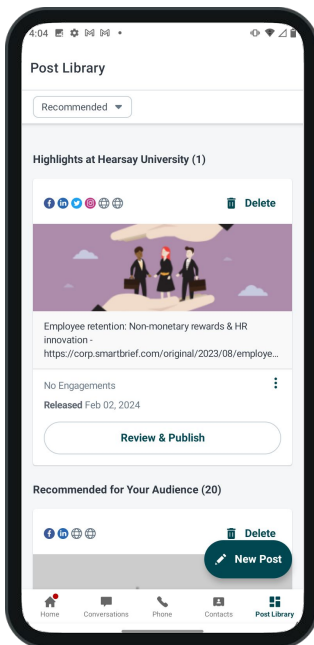 4:04
Post Library
Recommended
Highlights at Hearsay University (1)
Delete
Employee retention: Non-monetary rewards & HR
innovation -
https://corp.smartbrief.com/original/2023/08/employe...
No Engagements
Released Feb 02, 2024
Review & Publish
Recommended for Your Audience (20)
Delete
New Post
Home Conversations Phone Contacts Post Library